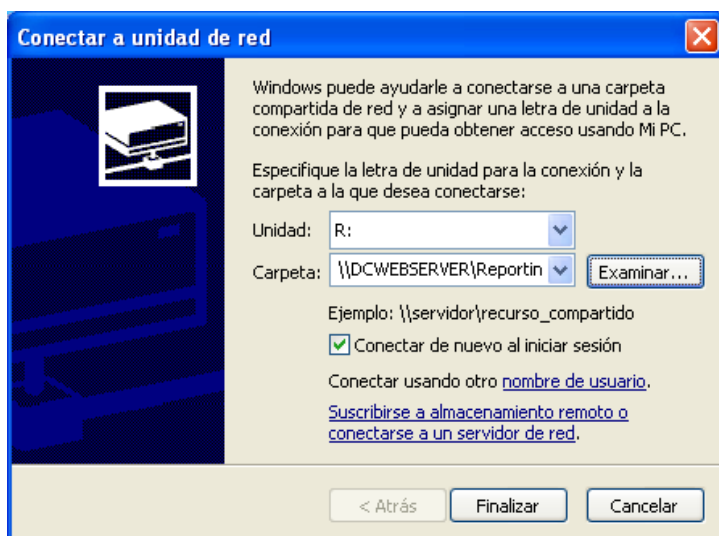 Conectar a unidad de red
Windows puede ayudarle a conectarse a una carpeta
compartida de red y a asignar una letra de unidad a la
conexión para que pueda obtener acceso usando Mi PC.
Especifique la letra de unidad para la conexión y la
carpeta a la que desea conectarse:
Unidad: R:
Carpeta: \\DCWEBSERVER\Reportin Examinar...
Ejemplo: \\servidor\recurso_compartido
Conectar de nuevo al iniciar sesión
Conectar usando otro nombre de usuario.
Suscribirse a almacenamiento remoto o
conectarse a un servidor de red.
< Atrás Finalizar Cancelar